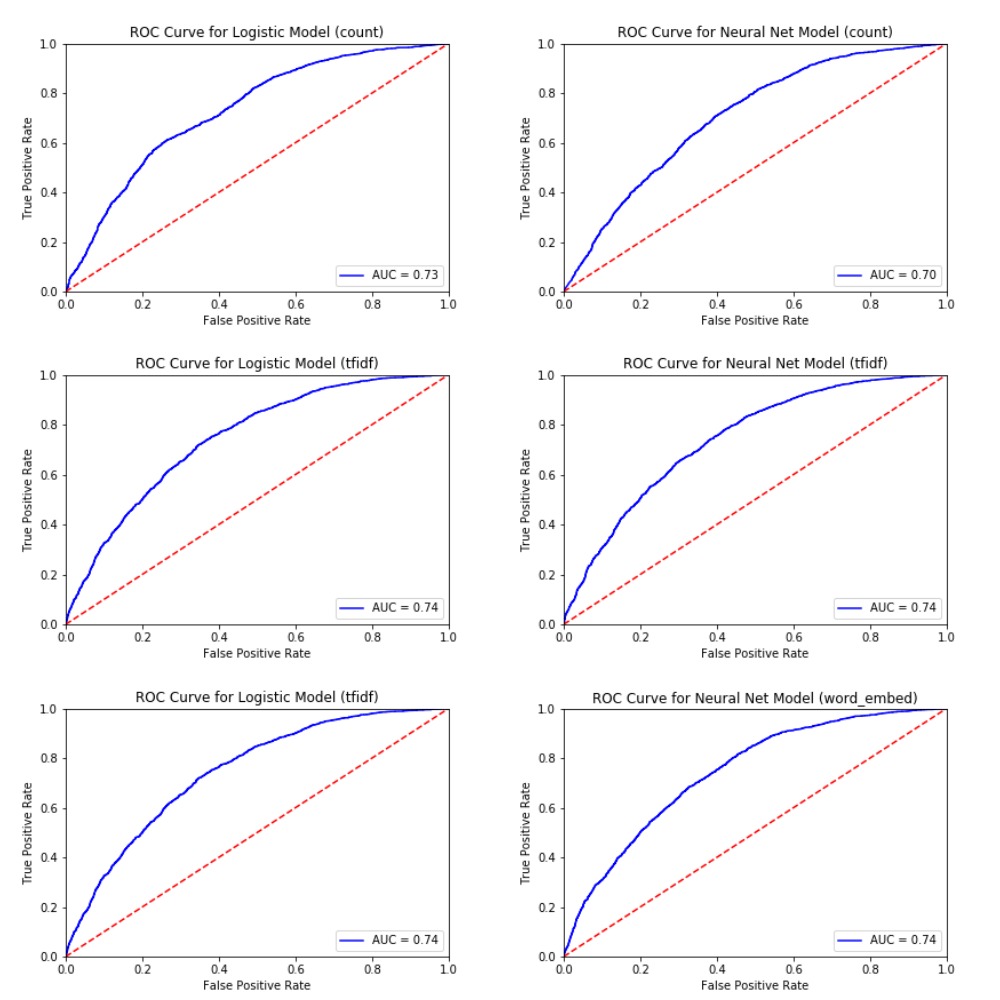 ROC Curve for Logistic Model (count)
1.0
0.8
0.6
0.4
0.2
0.0
True Positive Rate
AUC = 0.73
0.0 0.2 0.4 0.6 0.8 1.0
False Positive Rate
ROC Curve for Neural Net Model (count)
1.0
0.8
0.6
0.4
0.2
0.0
True Positive Rate
AUC = 0.70
0.0 0.2 0.4 0.6 0.8 1.0
False Positive Rate
ROC Curve for Logistic Model (tfidf)
1.0
0.8
0.6
0.4
0.2
0.0
True Positive Rate
AUC = 0.74
0.0 0.2 0.4 0.6 0.8 1.0
False Positive Rate
ROC Curve for Neural Net Model (tfidf)
1.0
0.8
0.6
0.4
0.2
0.0
True Positive Rate
AUC = 0.74
0.0 0.2 0.4 0.6 0.8 1.0
False Positive Rate
ROC Curve for Logistic Model (tfidf)
1.0
0.8
0.6
0.4
0.2
0.0
True Positive Rate
AUC = 0.74
0.0 0.2 0.4 0.6 0.8 1.0
False Positive Rate
ROC Curve for Neural Net Model (word_embed)
1.0
0.8
0.6
0.4
0.2
0.0
True Positive Rate
AUC = 0.74
0.0 0.2 0.4 0.6 0.8 1.0
False Positive Rate